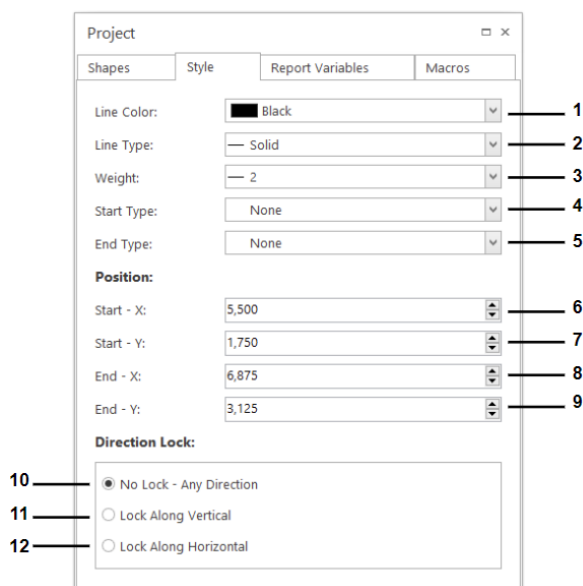 Project
Shapes Style Report Variables Macros
Line Color: Black 1
Line Type: Solid 2
Weight: 2 3
Start Type: None 4
End Type: None 5
Position:
Start - X: 5,500 6
Start - Y: 1,750 7
End - X: 6,875 8
End - Y: 3,125 9
Direction Lock:
10 No Lock - Any Direction
11 Lock Along Vertical
12 Lock Along Horizontal